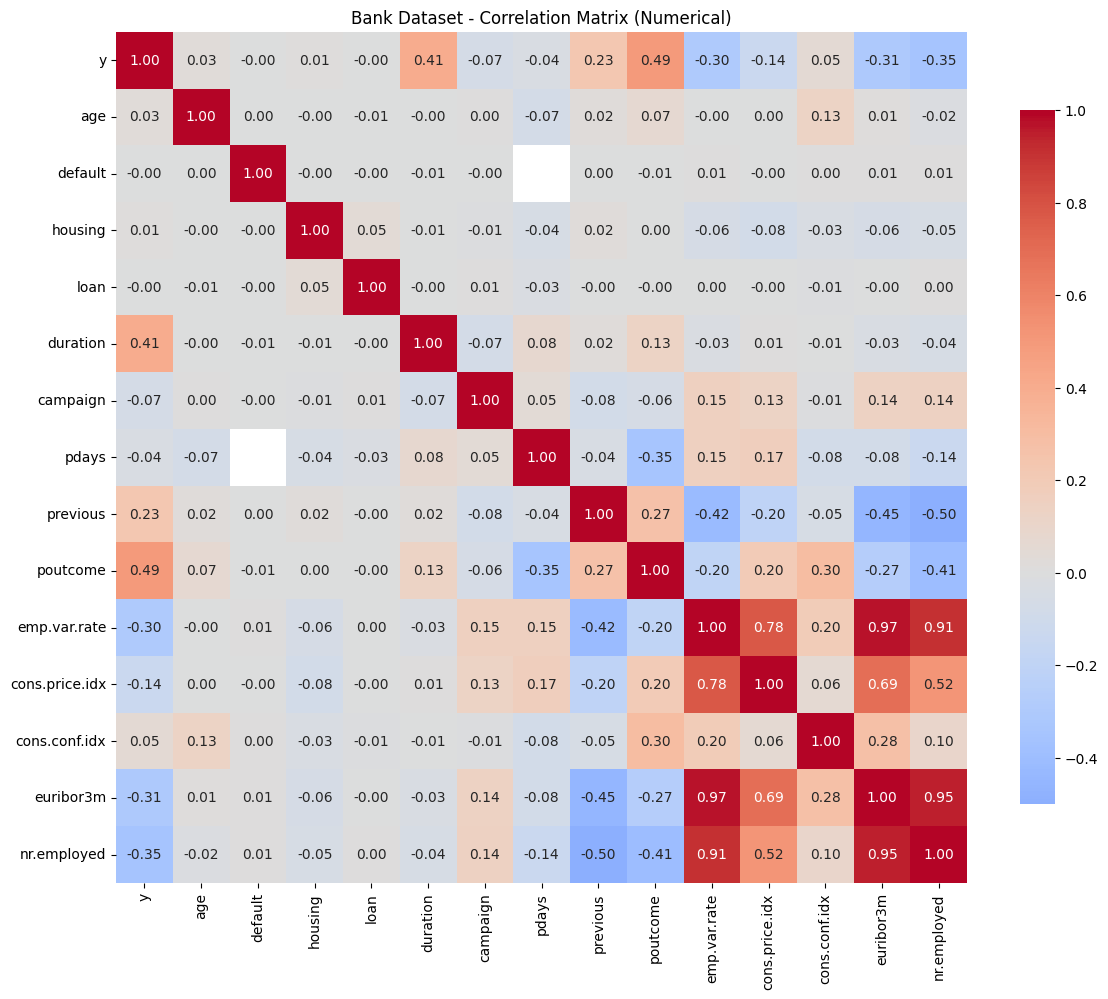 Bank Dataset - Correlation Matrix (Numerical)
y 1.00 0.03 -0.00 0.01 -0.00 0.41 -0.07 -0.04 0.23 0.49 -0.30 -0.14 0.05 -0.31 -0.35
age 0.03 1.00 0.00 -0.00 -0.01 -0.00 0.00 -0.07 0.02 0.07 -0.00 0.00 0.13 0.01 -0.02
default -0.00 0.00 1.00 -0.00 -0.00 -0.01 -0.00 0.00 -0.01 0.01 -0.00 0.00 0.01 0.01
housing 0.01 -0.00 -0.00 1.00 0.05 -0.01 -0.01 -0.04 0.02 0.00 -0.06 -0.08 -0.03 -0.06 -0.05
loan -0.00 -0.01 -0.00 0.05 1.00 -0.00 0.01 -0.03 -0.00 -0.00 0.00 -0.00 -0.01 -0.00 0.00
duration 0.41 -0.00 -0.01 -0.01 -0.00 1.00 -0.07 0.08 0.02 0.13 -0.03 0.01 -0.01 -0.03 -0.04
campaign -0.07 0.00 -0.00 -0.01 0.01 -0.07 1.00 0.05 -0.08 -0.06 0.15 0.13 -0.01 0.14 0.14
pdays -0.04 -0.07 -0.04 -0.03 0.08 0.05 1.00 -0.04 -0.35 0.15 0.17 -0.08 -0.08 -0.14
previous 0.23 0.02 0.00 0.02 -0.00 0.02 -0.08 -0.04 1.00 0.27 -0.42 -0.20 -0.05 -0.45 -0.50
poutcome 0.49 0.07 -0.01 0.00 -0.00 0.13 -0.06 -0.35 0.27 1.00 -0.20 0.20 0.30 -0.27 -0.41
emp.var.rate -0.30 -0.00 0.01 -0.06 0.00 -0.03 0.15 0.15 -0.42 -0.20 1.00 0.78 0.20 0.97 0.91
cons.price.idx -0.14 0.00 -0.00 -0.08 -0.00 0.01 0.13 0.17 -0.20 0.20 0.78 1.00 0.06 0.69 0.52
cons.conf.idx 0.05 0.13 0.00 -0.03 -0.01 -0.01 -0.01 -0.08 -0.05 0.30 0.20 0.06 1.00 0.28 0.10
euribor3m -0.31 0.01 0.01 -0.06 -0.00 -0.03 0.14 -0.08 -0.45 -0.27 0.97 0.69 0.28 1.00 0.95
nr.employed -0.35 -0.02 0.01 -0.05 0.00 -0.04 0.14 -0.14 -0.50 -0.41 0.91 0.52 0.10 0.95 1.00
y age default housing loan duration campaign pdays previous poutcome emp.var.rate cons.price.idx cons.conf.idx euribor3m nr.employed
1.0
0.8
0.6
0.4
0.2
0.0
−0.2
−0.4